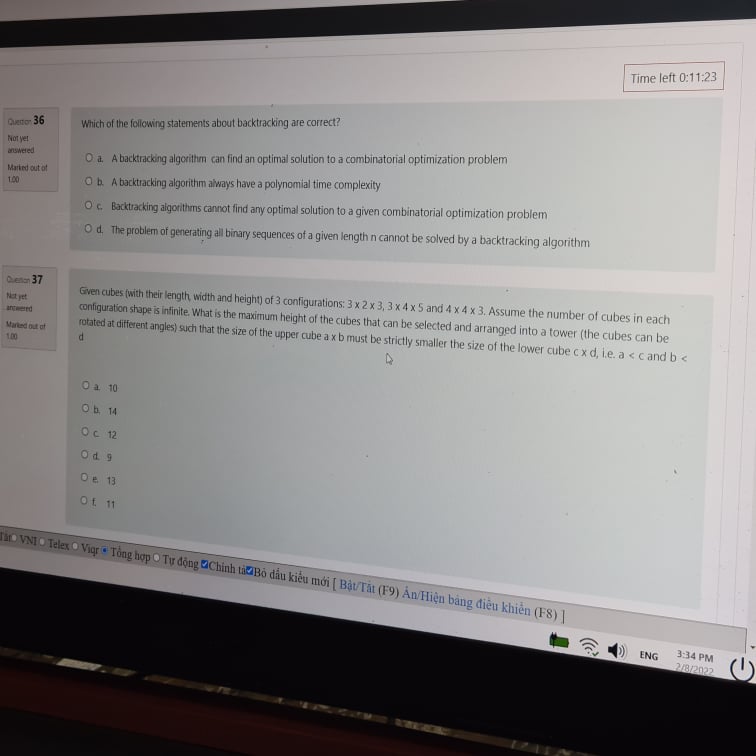 Time left 0:11:23
Question 36
Not yet
answered
Marked out of
1.00
Which of the following statements about backtracking are correct?
a. A backtracking algorithm can find an optimal solution to a combinatorial optimization problem
b. A backtracking algorithm always have a polynomial time complexity
c. Backtracking algorithms cannot find any optimal solution to a given combinatorial optimization problem
d. The problem of generating all binary sequences of a given length n cannot be solved by a backtracking algorithm
Question 37
Not yet
answered
Marked out of
1.00
Given cubes (with their length, width and height) of 3 configurations: 3 x 2 x 3, 3 x 4 x 5 and 4 x 4 x 3. Assume the number of cubes in each
configuration shape is infinite. What is the maximum height of the cubes that can be selected and arranged into a tower (the cubes can be
rotated at different angles) such that the size of the upper cube a x b must be strictly smaller the size of the lower cube c x d, i.e. a < c and b <
d
a. 10
b. 14
c. 12
d. 9
e. 13
f. 11
Tắt VNI Telex Viqr Tổng hợp Tự động Chính tả Bỏ dấu kiểu mới [ Bật/Tắt (F9) Ẩn/Hiện bảng điều khiển (F8) ]
ENG
3:34 PM
2/8/2022